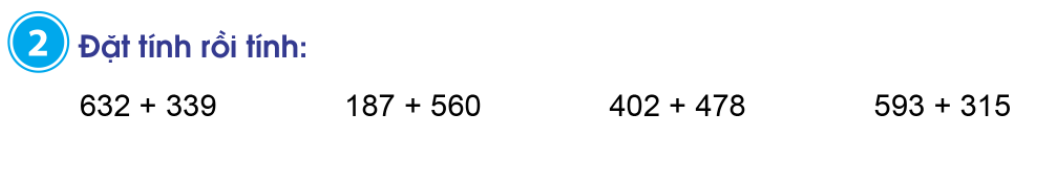 2 Đặt tính rồi tính:
632 + 339 187 + 560 402 + 478 593 + 315